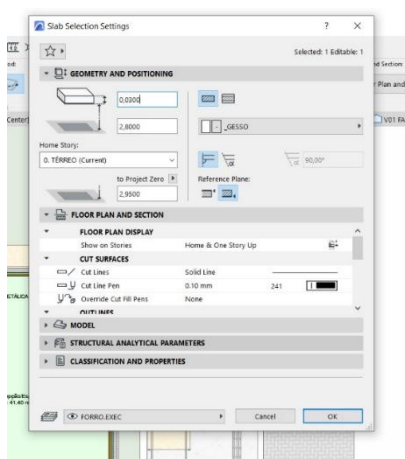 Slab Selection Settings
? ×
Selected: 1 Editable: 1
GEOMETRY AND POSITIONING
0,0300
2,8000
_GESSO
Home Story:
0. TÉRREO (Current)
90,00°
to Project Zero
Reference Plane:
2,9500
FLOOR PLAN AND SECTION
FLOOR PLAN DISPLAY
Show on Stories Home & One Story Up
CUT SURFACES
Cut Lines Solid Line
Cut Line Pen 0.10 mm 241
Override Cut Fill Pens None
OUTLINES
MODEL
STRUCTURAL ANALYTICAL PARAMETERS
CLASSIFICATION AND PROPERTIES
FORRO.EXEC
Cancel
OK
Center)
nd Section:
r Plan and
V01 FA
METÁLICA